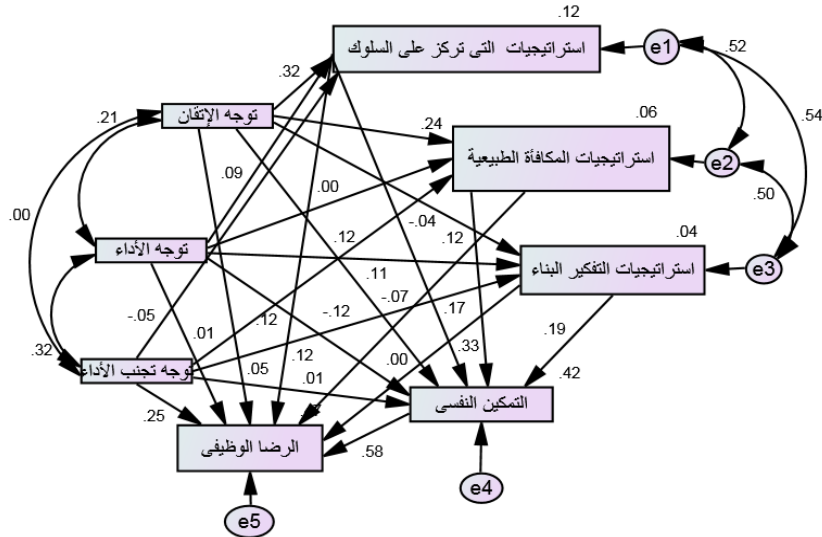 .12
استراتيجيات التى تركز على السلوك
e1
.52
.32
.54
توجه الإتقان
.21
.06
.24
استراتيجيات المكافأة الطبيعية
e2
.09
.00
.50
.00
-.04
.12
.12
.04
توجه الأداء
استراتيجيات التفكير البناء
e3
.11
-.12
-.07
.17
-.05
.01
.12
.19
.33
.32
.12
.00
توجه تجنب الأداء
.05
.01
.42
.25
التمكين النفسى
الرضا الوظيفى
.58
e4
e5